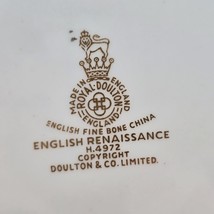 MADE IN ENGLAND
ROYAL·DOULTON
ENGLAND
ENGLISH FINE BONE CHINA
ENGLISH RENAISSANCE
H.4972
COPYRIGHT
DOULTON & CO. LIMITED.